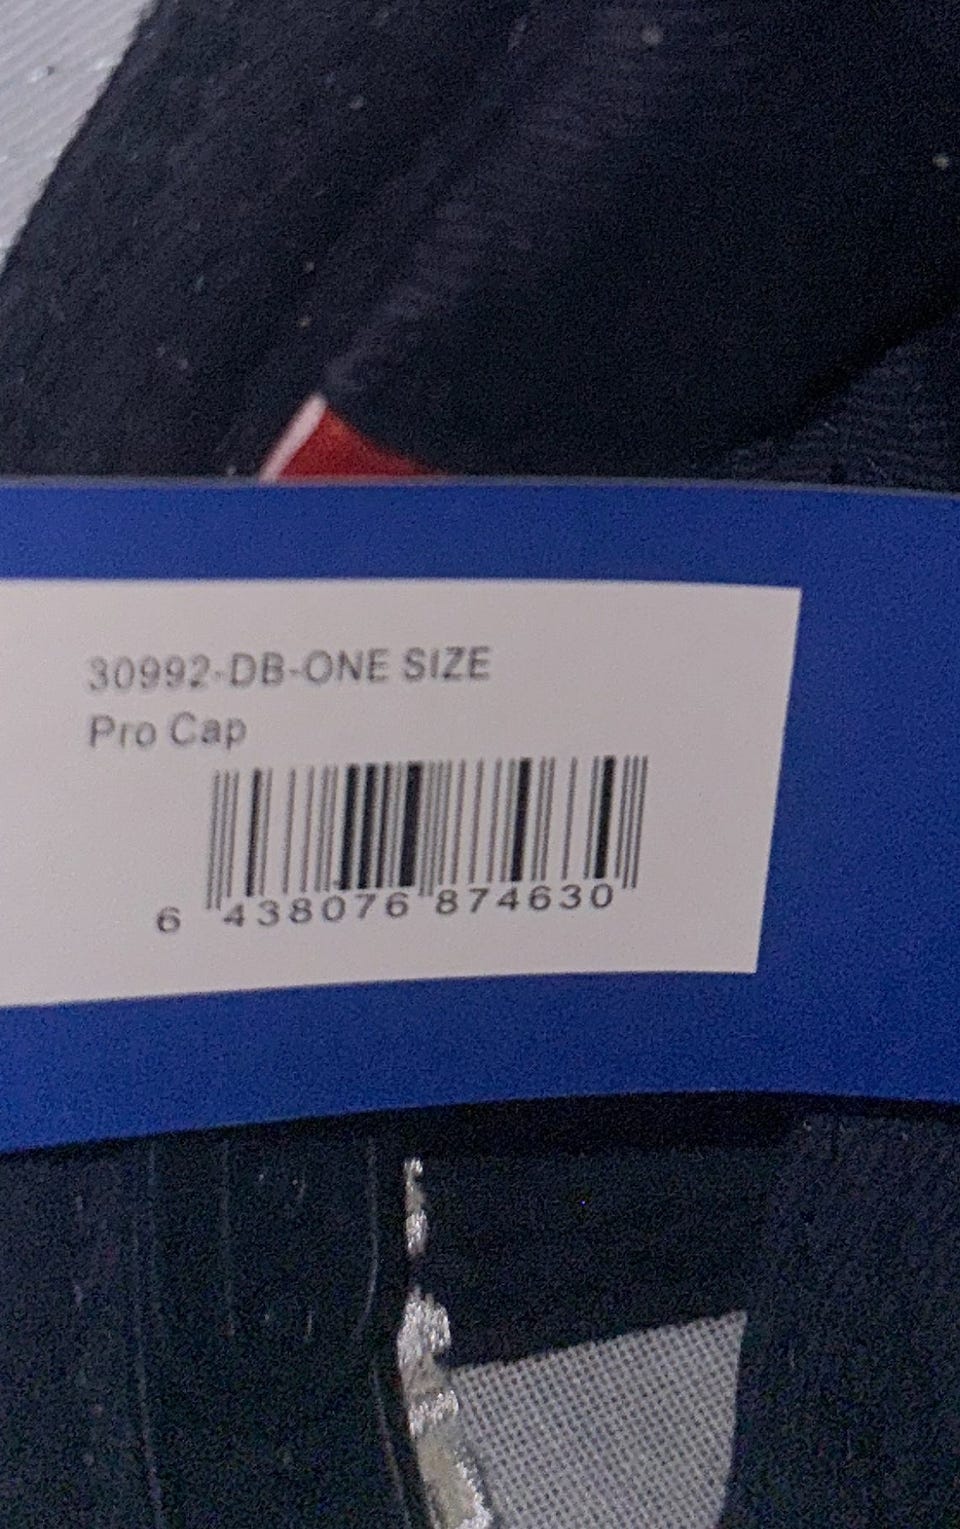 30992-DB-ONE SIZE
Pro Cap
6 438076 874630